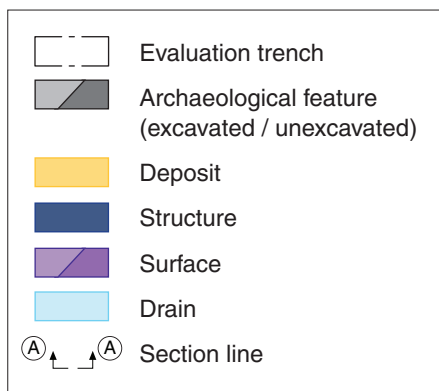 Evaluation trench
Archaeological feature
(excavated / unexcavated)
Deposit
Structure
Surface
Drain
A A Section line